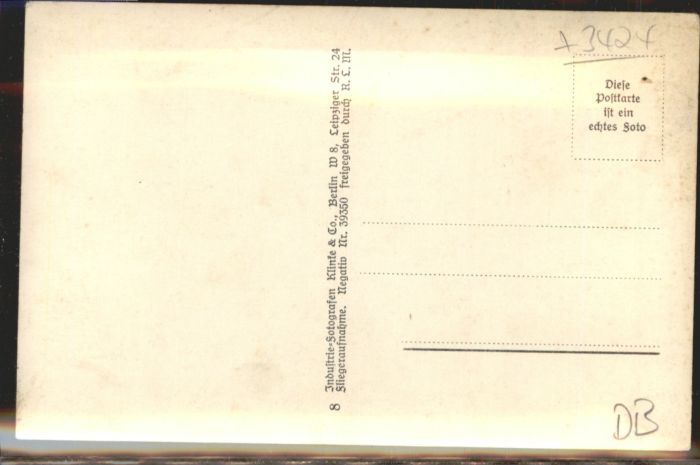 x 3424
Diese
Postkarte
ist ein
echtes Foto
8 Industrie-Fotografen Klinke & Co., Berlin W 8, Leipziger Str. 24
Fliegeraufnahme. Negativ Nr. 39350 freigegeben durch R. L. M.
DB